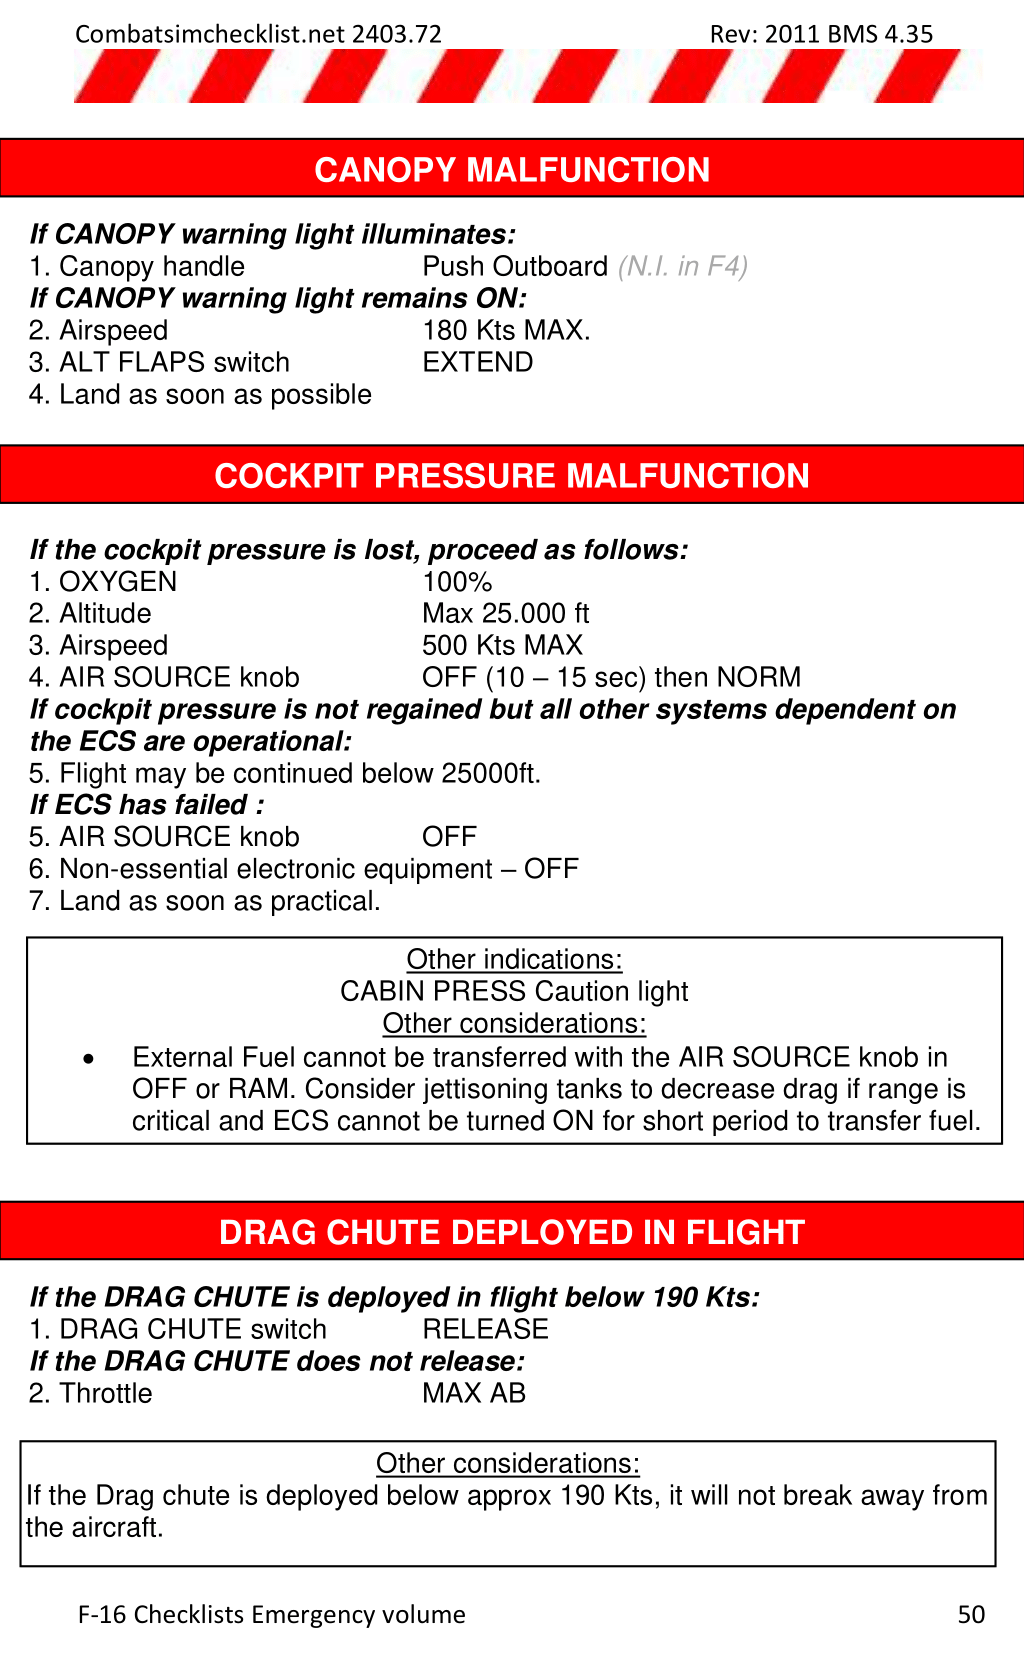 Combatsimchecklist.net 2403.72 Rev: 2011 BMS 4.35
CANOPY MALFUNCTION
If CANOPY warning light illuminates:
1. Canopy handle Push Outboard (N.I. in F4)
If CANOPY warning light remains ON:
2. Airspeed 180 Kts MAX.
3. ALT FLAPS switch EXTEND
4. Land as soon as possible
COCKPIT PRESSURE MALFUNCTION
If the cockpit pressure is lost, proceed as follows:
1. OXYGEN 100%
2. Altitude Max 25.000 ft
3. Airspeed 500 Kts MAX
4. AIR SOURCE knob OFF (10 – 15 sec) then NORM
If cockpit pressure is not regained but all other systems dependent on
the ECS are operational:
5. Flight may be continued below 25000ft.
If ECS has failed :
5. AIR SOURCE knob OFF
6. Non-essential electronic equipment – OFF
7. Land as soon as practical.
Other indications:
CABIN PRESS Caution light
Other considerations:
• External Fuel cannot be transferred with the AIR SOURCE knob in
OFF or RAM. Consider jettisoning tanks to decrease drag if range is
critical and ECS cannot be turned ON for short period to transfer fuel.
DRAG CHUTE DEPLOYED IN FLIGHT
If the DRAG CHUTE is deployed in flight below 190 Kts:
1. DRAG CHUTE switch RELEASE
If the DRAG CHUTE does not release:
2. Throttle MAX AB
Other considerations:
If the Drag chute is deployed below approx 190 Kts, it will not break away from
the aircraft.
F-16 Checklists Emergency volume 50